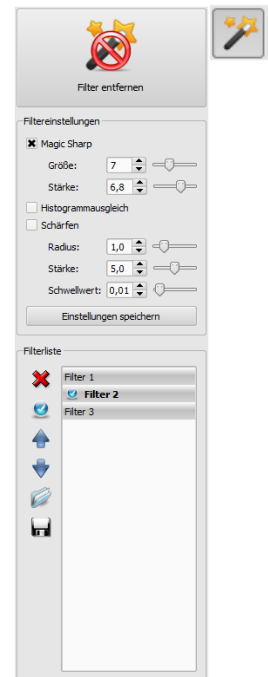 Filter entfernen
Filtereinstellungen
Magic Sharp
Größe: 7
Stärke: 6,8
Histogrammausgleich
Schärfen
Radius: 1,0
Stärke: 5,0
Schwellwert: 0,01
Einstellungen speichern
Filterliste
Filter 1
Filter 2
Filter 3